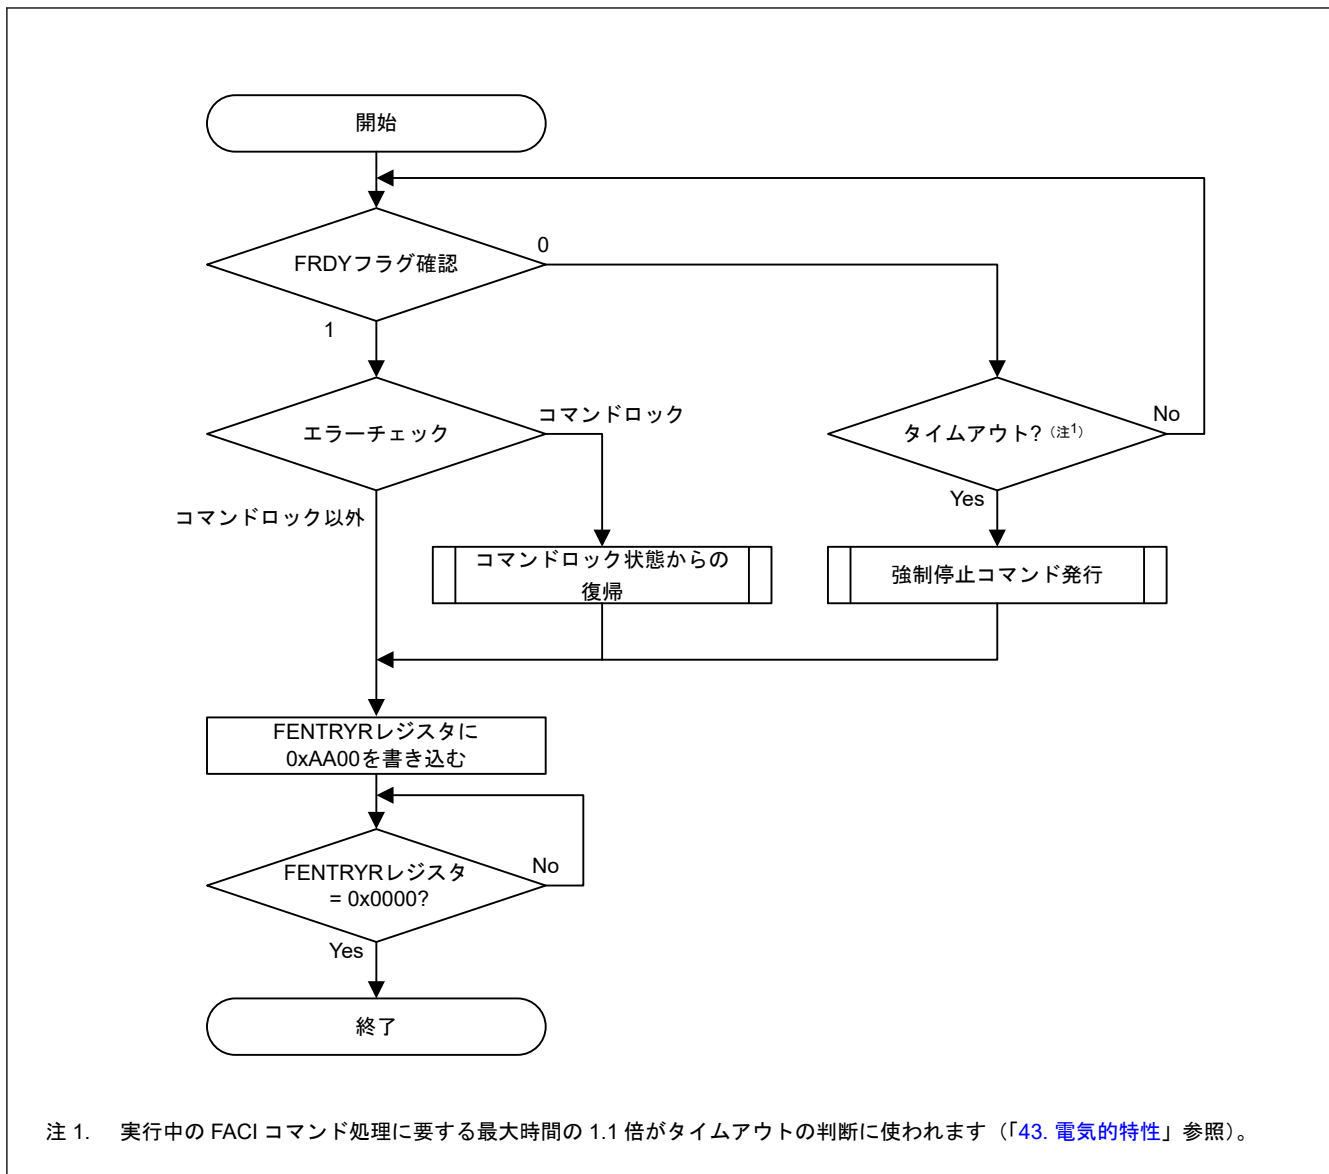 開始
FRDYフラグ確認
0
1
エラーチェック
コマンドロック
タイムアウト?(注1)
No
コマンドロック以外
Yes
コマンドロック状態からの
復帰
強制停止コマンド発行
FENTRYRレジスタに
0xAA00を書き込む
FENTRYRレジスタ
= 0x0000?
No
Yes
終了
注 1. 実行中の FACI コマンド処理に要する最大時間の 1.1 倍がタイムアウトの判断に使われます(「43. 電気的特性」参照)。